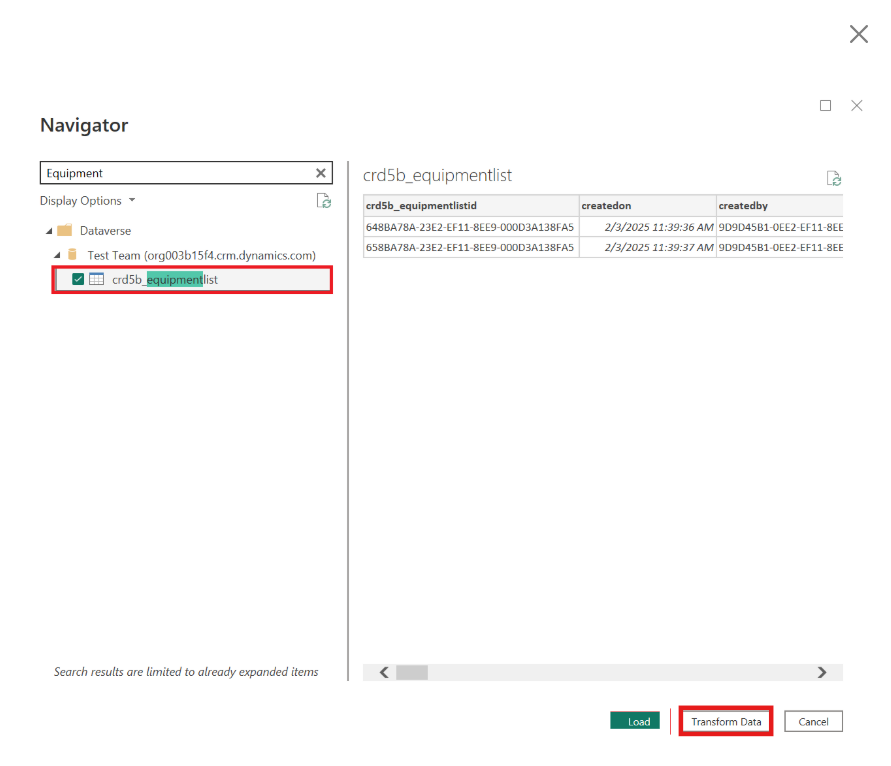 Navigator
Equipment
Display Options
Dataverse
Test Team (org003b15f4.crm.dynamics.com)
crd5b_equipmentlist
Search results are limited to already expanded items
crd5b_equipmentlist
crd5b_equipmentlistid createdon createdby
648BA78A-23E2-EF11-8EE9-000D3A138FA5 2/3/2025 11:39:36 AM 9D9D45B1-0EE2-EF11-8EE
658BA78A-23E2-EF11-8EE9-000D3A138FA5 2/3/2025 11:39:37 AM 9D9D45B1-0EE2-EF11-8EE
Load Transform Data Cancel